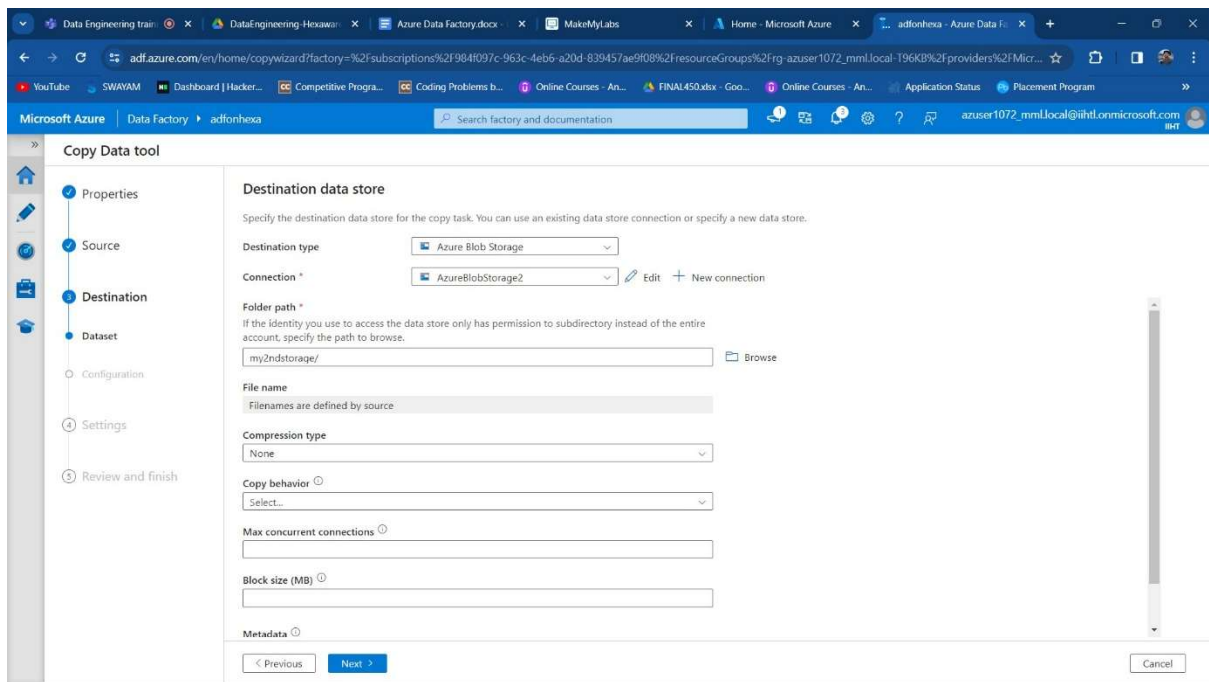 Data Engineering traini
DataEngineering-Hexawar
Azure Data Factory.docx -
MakeMyLabs
Home - Microsoft Azure
adfonhexa - Azure Data Fa
adf.azure.com/en/home/copywizard?factory=%2Fsubscriptions%2F984f097c-963c-4eb6-a20d-839457ae9f08%2FresourceGroups%2Frg-azuser1072_mml.local-T96KB%2Fproviders%2FMicr...
YouTube
SWAYAM
Dashboard | Hacker...
Competitive Progra...
Coding Problems b...
Online Courses - An...
FINAL450.xlsx - Goo...
Online Courses - An...
Application Status
Placement Program
Microsoft Azure
Data Factory
adfonhexa
Search factory and documentation
1
3
azuser1072_mml.local@iihtl.onmicrosoft.com
IIHT
Copy Data tool
Properties
Source
3 Destination
Dataset
Configuration
4 Settings
5 Review and finish
Destination data store
Specify the destination data store for the copy task. You can use an existing data store connection or specify a new data store.
Destination type
Azure Blob Storage
Connection *
AzureBlobStorage2
Edit
New connection
Folder path *
If the identity you use to access the data store only has permission to subdirectory instead of the entire
account, specify the path to browse.
my2ndstorage/
Browse
File name
Filenames are defined by source
Compression type
None
Copy behavior
Select...
Max concurrent connections
Block size (MB)
Metadata
< Previous
Next >
Cancel